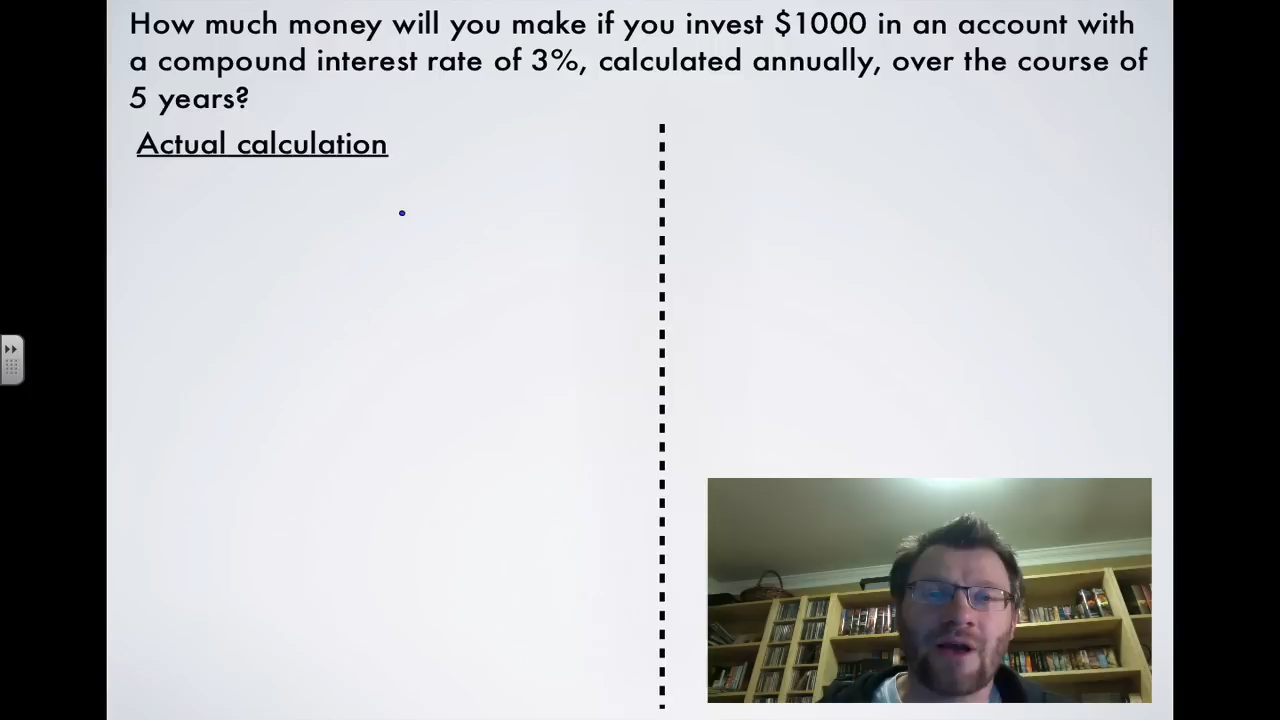 How much money will you make if you invest $1000 in an account with
a compound interest rate of 3%, calculated annually, over the course of
5 years?
Actual calculation